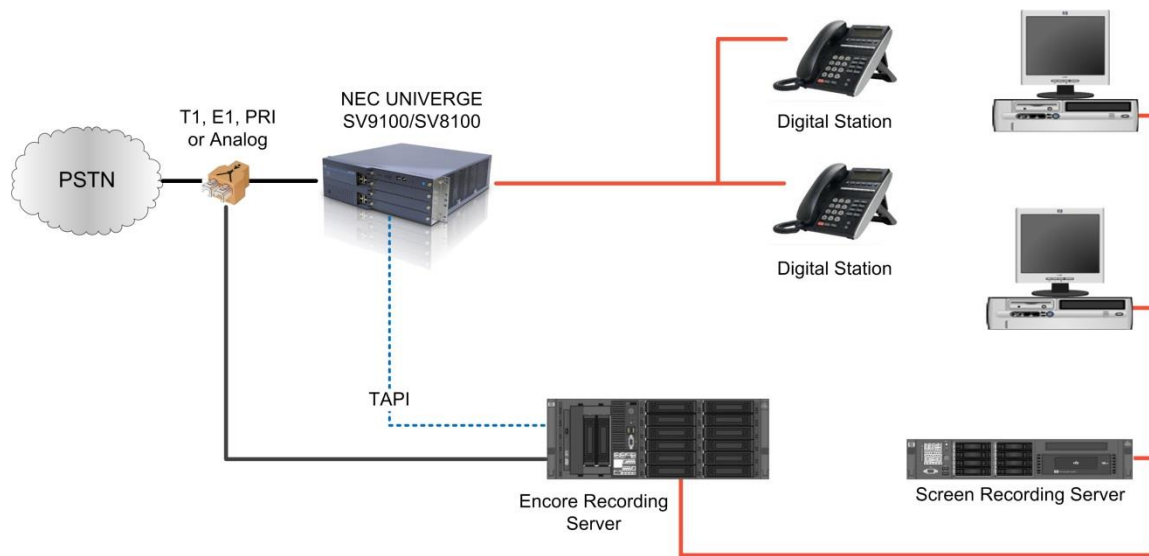 NEC UNIVERGE
SV9100/SV8100
T1, E1, PRI
or Analog
PSTN
Digital Station
Digital Station
TAPI
Encore Recording
Server
Screen Recording Server